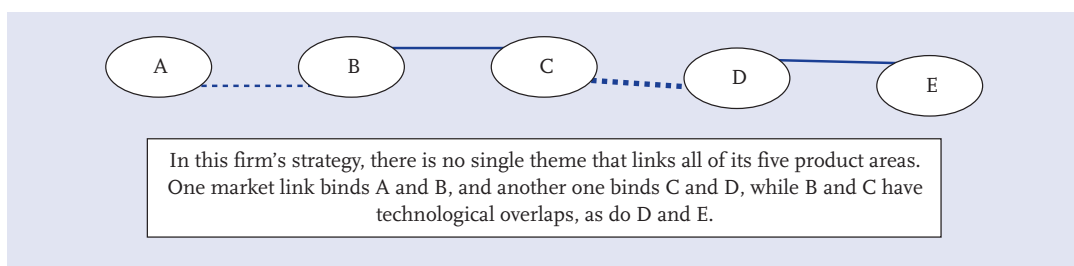 A B C D E
In this firm’s strategy, there is no single theme that links all of its five product areas.
One market link binds A and B, and another one binds C and D, while B and C have
technological overlaps, as do D and E.